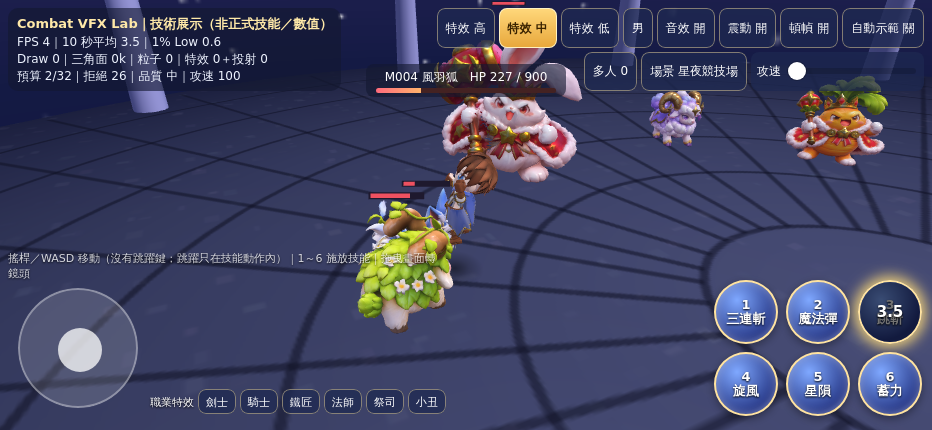 Combat VFX Lab｜技術展示（非正式技能／數值）
FPS 4｜10 秒平均 3.5｜1% Low 0.6
Draw 0｜三角面 0k｜粒子 0｜特效 0＋投射 0
預算 2/32｜拒絕 26｜品質 中｜攻速 100
特效 高
特效 中
特效 低
男
音效 開
震動 開
頓幀 開
自動示範 關
多人 0
場景 星夜競技場
攻速
M004 風羽狐 HP 227 / 900
搖桿／WASD 移動（沒有跳躍鍵；跳躍只在技能動作內）｜1~6 施放技能｜拖曳畫面轉
鏡頭
1
三連斬
2
魔法彈
3
3.5
跳斬
4
旋風
5
星隕
6
蓄力
職業特效
劍士
騎士
鐵匠
法師
祭司
小丑